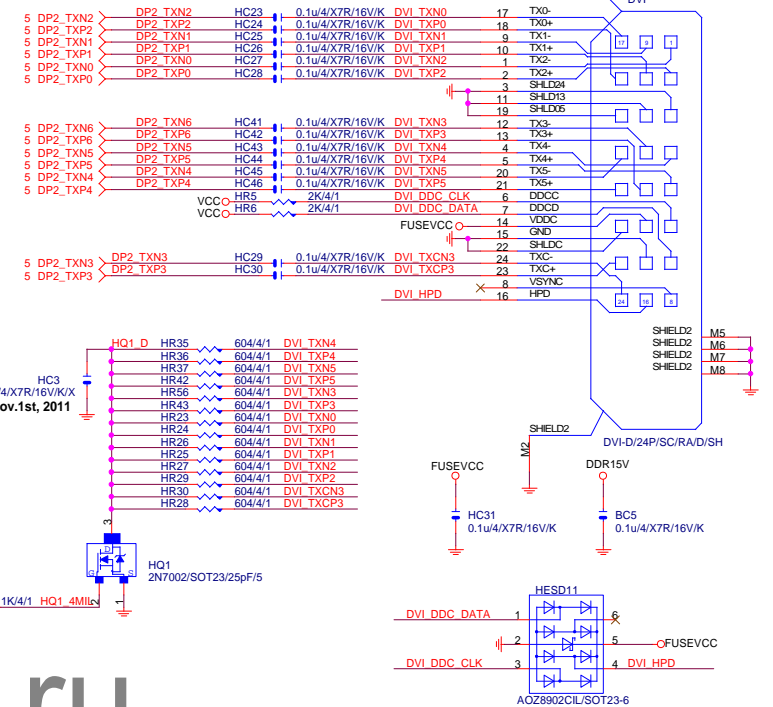 DVI
5 DP2_TXN2 DP2_TXN2 HC23 0.1u/4/X7R/16V/K DVI_TXN0 17 TX0-
5 DP2_TXP2 DP2_TXP2 HC24 0.1u/4/X7R/16V/K DVI_TXP0 18 TX0+
5 DP2_TXN1 DP2_TXN1 HC25 0.1u/4/X7R/16V/K DVI_TXN1 9 TX1-
5 DP2_TXP1 DP2_TXP1 HC26 0.1u/4/X7R/16V/K DVI_TXP1 10 TX1+
5 DP2_TXN0 DP2_TXN0 HC27 0.1u/4/X7R/16V/K DVI_TXN2 1 TX2-
5 DP2_TXP0 DP2_TXP0 HC28 0.1u/4/X7R/16V/K DVI_TXP2 2 TX2+
17 9 1
3 SHLD24
11 SHLD13
19 SHLD05
5 DP2_TXN6 DP2_TXN6 HC41 0.1u/4/X7R/16V/K DVI_TXN3 12 TX3-
5 DP2_TXP6 DP2_TXP6 HC42 0.1u/4/X7R/16V/K DVI_TXP3 13 TX3+
5 DP2_TXN5 DP2_TXN5 HC43 0.1u/4/X7R/16V/K DVI_TXN4 4 TX4-
5 DP2_TXP5 DP2_TXP5 HC44 0.1u/4/X7R/16V/K DVI_TXP4 5 TX4+
5 DP2_TXN4 DP2_TXN4 HC45 0.1u/4/X7R/16V/K DVI_TXN5 20 TX5-
5 DP2_TXP4 DP2_TXP4 HC46 0.1u/4/X7R/16V/K DVI_TXP5 21 TX5+
VCC HR5 2K/4/1 DVI_DDC_CLK 6 DDCC
VCC HR6 2K/4/1 DVI_DDC_DATA 7 DDCD
FUSEVCC 14 VDDC
15 GND
22 SHLDC
5 DP2_TXN3 DP2_TXN3 HC29 0.1u/4/X7R/16V/K DVI_TXCN3 24 TXC-
5 DP2_TXP3 DP2_TXP3 HC30 0.1u/4/X7R/16V/K DVI_TXCP3 23 TXC+
8 VSYNC
DVI_HPD 16 HPD
24 16 8
SHIELD2 M5
SHIELD2 M6
SHIELD2 M7
SHIELD2 M8
HQ1_D HR35 604/4/1 DVI_TXN4
HR36 604/4/1 DVI_TXP4
HR37 604/4/1 DVI_TXN5
HR42 604/4/1 DVI_TXP5
HR56 604/4/1 DVI_TXN3
HR43 604/4/1 DVI_TXP3
HR23 604/4/1 DVI_TXN0
HR24 604/4/1 DVI_TXP0
HR26 604/4/1 DVI_TXN1
HR25 604/4/1 DVI_TXP1
HR27 604/4/1 DVI_TXN2
HR29 604/4/1 DVI_TXP2
HR30 604/4/1 DVI_TXCN3
HR28 604/4/1 DVI_TXCP3
HC3
/4/X7R/16V/K/X
ov.1st, 2011
SHIELD2
M2
DVI-D/24P/SC/RA/D/SH
FUSEVCC
HC31
0.1u/4/X7R/16V/K
DDR15V
BC5
0.1u/4/X7R/16V/K
3
D
G S
HQ1
2N7002/SOT23/25pF/5
1K/4/1 HQ1_4MIL 2 1
HESD11
DVI_DDC_DATA 1 6
2 5 FUSEVCC
DVI_DDC_CLK 3 4 DVI_HPD
AOZ8902CIL/SOT23-6
ru